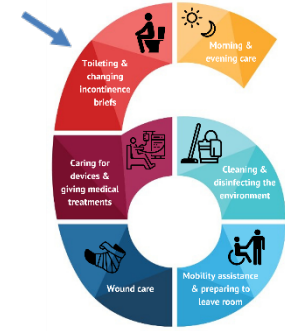 Morning &
evening care
Toileting &
changing
incontinence
briefs
Caring for
devices &
giving medical
treatments
Cleaning &
disinfecting the
environment
Wound care
Mobility assistance
& preparing to
leave room